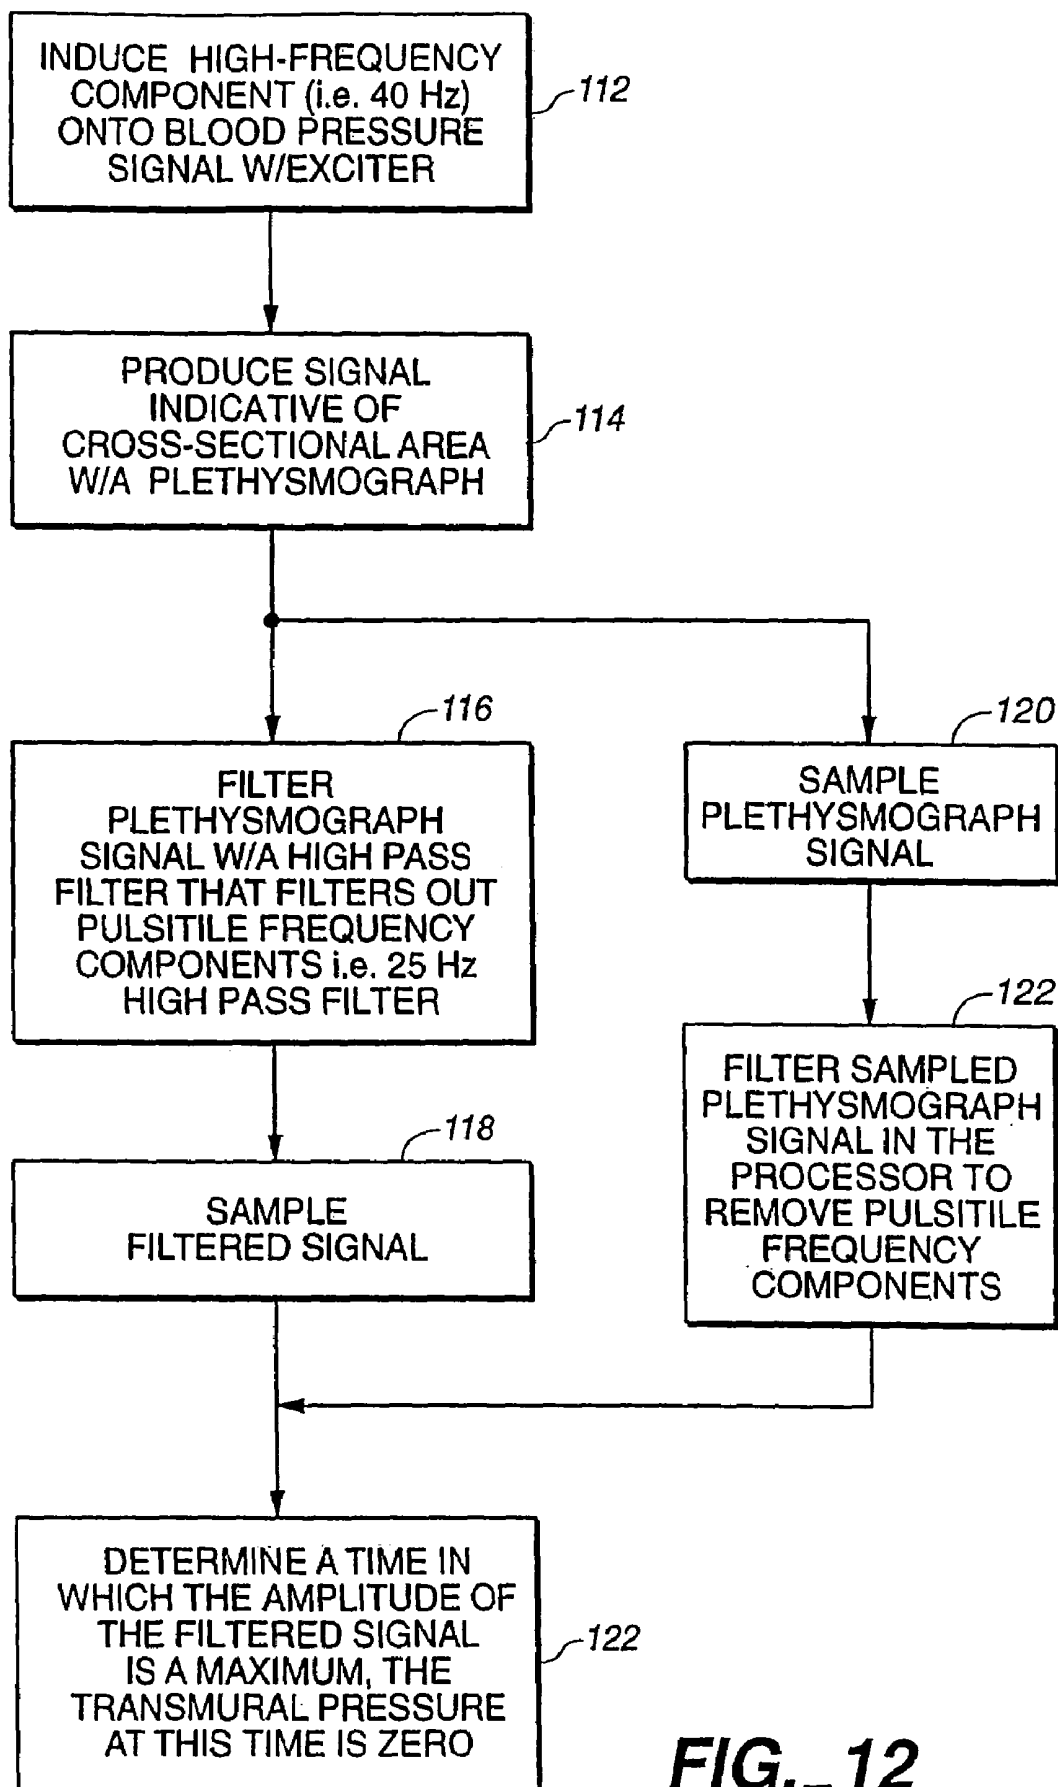 INDUCE HIGH-FREQUENCY
COMPONENT (i.e. 40 Hz)
ONTO BLOOD PRESSURE
SIGNAL W/EXCITER
112
PRODUCE SIGNAL
INDICATIVE OF
CROSS-SECTIONAL AREA
W/A PLETHYSMOGRAPH
114
116
FILTER
PLETHYSMOGRAPH
SIGNAL W/A HIGH PASS
FILTER THAT FILTERS OUT
PULSITILE FREQUENCY
COMPONENTS i.e. 25 Hz
HIGH PASS FILTER
120
SAMPLE
PLETHYSMOGRAPH
SIGNAL
118
SAMPLE
FILTERED SIGNAL
122
FILTER SAMPLED
PLETHYSMOGRAPH
SIGNAL IN THE
PROCESSOR TO
REMOVE PULSITILE
FREQUENCY
COMPONENTS
DETERMINE A TIME IN
WHICH THE AMPLITUDE OF
THE FILTERED SIGNAL
IS A MAXIMUM, THE
TRANSMURAL PRESSURE
AT THIS TIME IS ZERO
122
FIG._12